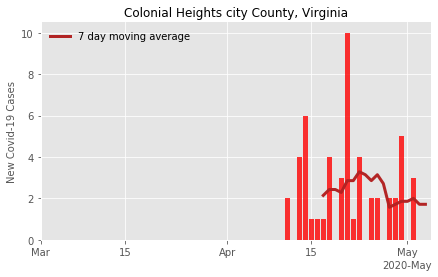 Colonial Heights city County, Virginia
7 day moving average
New Covid-19 Cases
10
8
6
4
2
0
Mar
15
Apr
15
May
2020-May